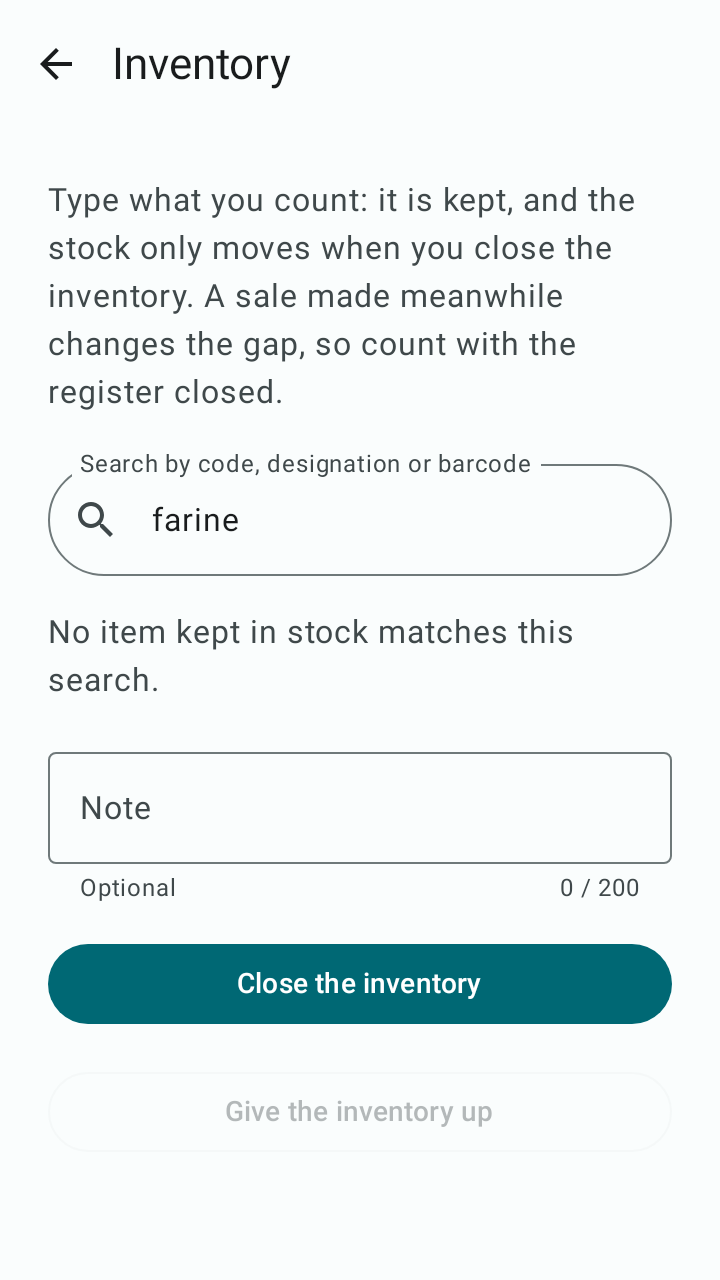 Inventory
Type what you count: it is kept, and the
stock only moves when you close the
inventory. A sale made meanwhile
changes the gap, so count with the
register closed.
Search by code, designation or barcode
farine
No item kept in stock matches this
search.
Note
Optional
0 / 200
Close the inventory
Give the inventory up